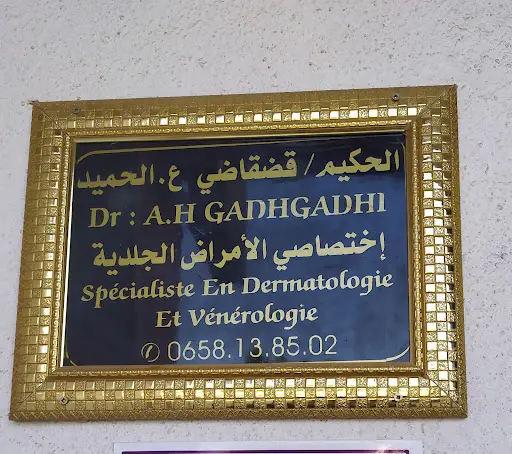 الحكيم/ قضقاضي ع.الحميد
Dr : A.H GADHGADHI
إختصاصي الأمراض الجلدية
Spécialiste En Dermatologie
Et Vénérologie
✆ 0658.13.85.02